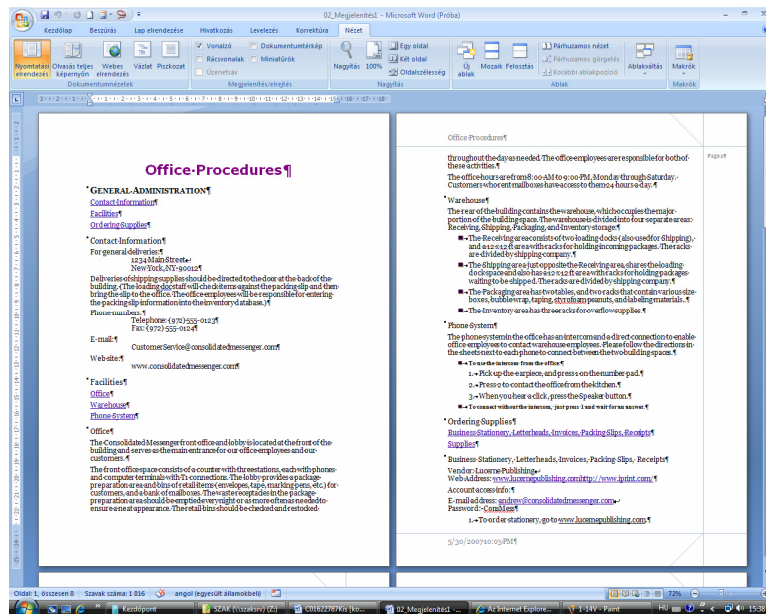 02_Megjelenítés1 - Microsoft Word (Próba)
Kezdőlap Beszúrás Lap elrendezése Hivatkozás Levelezés Korrektúra Nézet
Nyomtatási elrendezés Olvasás teljes képernyőn Webes elrendezés Vázlat Piszkozat
Vonalzó Dokumentumtérkép
Rácsvonalak Miniatűrök
Üzenetsáv
Nagyítás 100%
Egy oldal
Két oldal
Oldalszélesség
Új ablak Mozaik Felosztás
Párhuzamos nézet
Párhuzamos görgetés
Korábbi ablakpozíció
Ablakváltás Makrók
Dokumentumnézetek Megjelenítés/elrejtés Nagyítás Ablak Makrók
Office·Procedures¶
GENERAL·ADMINISTRATION¶
Contact·Information¶
Facilities¶
Ordering·Supplies¶
Contact·Information¶
For·general·deliveries:¶
1234·Main·Street↵
New·York,·NY·90012¶
Deliveries·of·shipping·supplies·should·be·directed·to·the·door·at·the·back·of·the·
building.·(The·loading·dock·staff·will·check·items·against·the·packing·slip·and·then·
bring·the·slip·to·the·office.·The·office·employees·will·be·responsible·for·entering·
the·packing·slip·information·into·the·inventory·database.)¶
Phone·numbers:¶
Telephone:·(972)·555-0123¶
Fax:·(972)·555-0124¶
E-mail:¶
CustomerService@consolidatedmessenger.com¶
Web·site:¶
www.consolidatedmessenger.com¶
Facilities¶
Office¶
Warehouse¶
Phone·System¶
Office¶
The·Consolidated·Messenger·front·office·and·lobby·is·located·at·the·front·of·the·
building·and·serves·as·the·main·entrance·for·our·office·employees·and·our·
customers.¶
The·front·office·space·consists·of·a·counter·with·three·stations,·each·with·phones·
and·computer·terminals·with·T1·connections.·The·lobby·provides·a·package·
preparation·area·and·bins·of·retail·items·(envelopes,·tape,·marking·pens,·etc.)·for·
customers,·and·a·bank·of·mailboxes.·The·waste·receptacles·in·the·package·
preparation·area·should·be·emptied·every·night·or·as·more·often·as·needed·to·
ensure·a·neat·appearance.·The·retail·bins·should·be·checked·and·restocked·
Office·Procedures¶
Page·1¶
throughout·the·day·as·needed.·The·office·employees·are·responsible·for·both·of·
these·activities.¶
The·office·hours·are·from·8:00·AM·to·9:00·PM,·Monday·through·Saturday.·
Customers·who·rent·mailboxes·have·access·to·them·24·hours·a·day.¶
Warehouse¶
The·rear·of·the·building·contains·the·warehouse,·which·occupies·the·major·
portion·of·the·building·space.·The·warehouse·is·divided·into·four·separate·areas:·
Receiving,·Shipping,·Packaging,·and·Inventory·storage:¶
The·Receiving·area·consists·of·two·loading·docks·(also·used·for·Shipping),·
and·a·12·x·12·ft·area·with·racks·for·holding·incoming·packages.·The·racks·
are·divided·by·shipping·company.¶
The·Shipping·area·just·opposite·the·Receiving·area,·shares·the·loading·
dock·space·and·also·has·a·12·x·12·ft·area·with·racks·for·holding·packages·
waiting·to·be·shipped.·The·racks·are·divided·by·shipping·company.¶
The·Packaging·area·has·two·tables,·and·two·racks·that·contain·various·size·
boxes,·bubble·wrap,·taping,·styrofoam·peanuts,·and·labeling·materials.·¶
The·Inventory·area·has·three·racks·for·overflow·supplies.¶
Phone·System¶
The·phone·system·in·the·office·has·an·intercom·and·a·direct·connection·to·enable·
office·employees·to·contact·warehouse·employees.·Please·follow·the·directions·in·
the·sheets·next·to·each·phone·to·connect·between·the·two·building·spaces.¶
To·use·the·intercom·from·the·office:¶
1.→Pick·up·the·earpiece,·and·press·1·on·the·number·pad.¶
2.→Press·2·to·contact·the·office·from·the·kitchen.¶
3.→When·you·hear·a·click,·press·the·Speaker·button.¶
To·connect·without·the·intercom,·just·press·1·and·wait·for·an·answer.¶
Ordering·Supplies¶
Business·Stationery,·Letterheads,·Invoices,·Packing·Slips,·Receipts¶
Supplies¶
Business·Stationery,·Letterheads,·Invoices,·Packing·Slips,·Receipts¶
Vendor:·Lucerne·Publishing↵
Web·Address:·www.lucernepublishing.comhttp://www.iprint.com/¶
Account·access·info:¶
E-mail·address:·andrew@consolidatedmessenger.com↵
Password:·ConsMess¶
1.→To·order·stationery,·go·to·www.lucernepublishing.com.¶
5/30/2007·10:05·PM¶
Oldal: 1, összesen 8 Szavak száma: 1 816 angol (egyesült államokbeli) 72%
Kezdőpont SZAK (\\szaksrv) (Z:) C01622787Kis [ko... 02_Megjelenítés1 -... Az Internet Explore... 1-14V - Paint HU 15:38